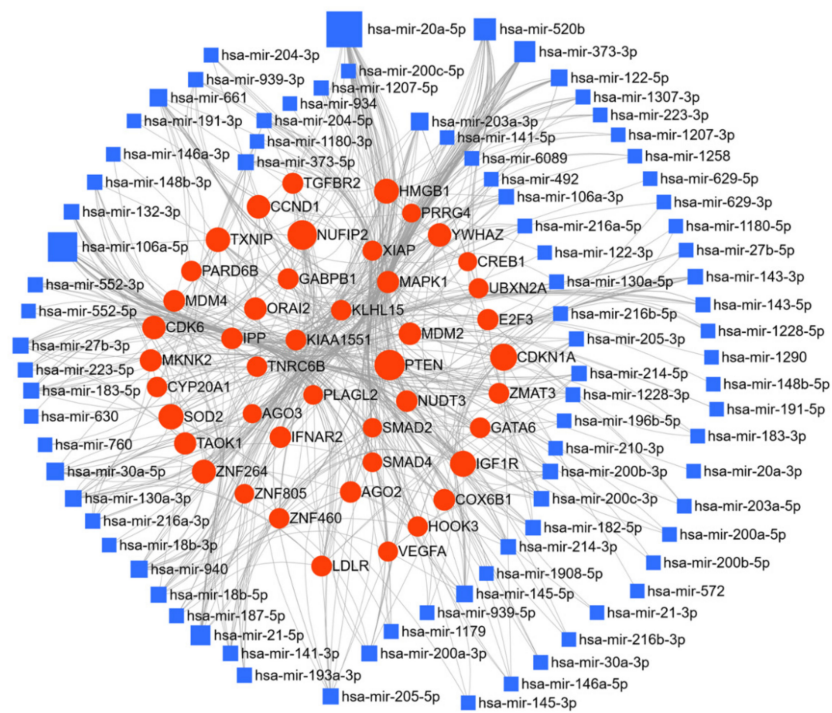 hsa-mir-20a-5p
hsa-mir-520b
hsa-mir-373-3p
hsa-mir-204-3p
hsa-mir-200c-5p
hsa-mir-122-5p
hsa-mir-939-3p
hsa-mir-1207-5p
hsa-mir-1307-3p
hsa-mir-661
hsa-mir-934
hsa-mir-223-3p
hsa-mir-191-3p
hsa-mir-204-5p
hsa-mir-203a-3p
hsa-mir-1207-3p
hsa-mir-1180-3p
hsa-mir-141-5p
hsa-mir-146a-3p
hsa-mir-373-5p
hsa-mir-6089
hsa-mir-1258
hsa-mir-148b-3p
TGFBR2
HMGB1
hsa-mir-492
hsa-mir-629-5p
hsa-mir-132-3p
CCND1
PRRG4
hsa-mir-106a-3p
hsa-mir-629-3p
hsa-mir-106a-5p
TXNIP
NUFIP2
YWHAZ
hsa-mir-216a-5p
hsa-mir-1180-5p
XIAP
hsa-mir-122-3p
hsa-mir-27b-5p
PARD6B
GABPB1
CREB1
hsa-mir-552-3p
MAPK1
UBXN2A
hsa-mir-130a-5p
hsa-mir-143-3p
MDM4
ORAI2
KLHL15
hsa-mir-552-5p
CDK6
E2F3
hsa-mir-216b-5p
hsa-mir-143-5p
IPP
KIAA1551
MDM2
hsa-mir-205-3p
hsa-mir-1228-5p
hsa-mir-27b-3p
MKNK2
TNRC6B
PTEN
CDKN1A
hsa-mir-1290
hsa-mir-223-5p
hsa-mir-214-5p
hsa-mir-183-5p
CYP20A1
PLAGL2
NUDT3
ZMAT3
hsa-mir-1228-3p
hsa-mir-148b-5p
hsa-mir-630
SOD2
AGO3
hsa-mir-191-5p
hsa-mir-196b-5p
hsa-mir-760
TAOK1
IFNAR2
SMAD2
GATA6
hsa-mir-183-3p
hsa-mir-210-3p
hsa-mir-30a-5p
ZNF264
SMAD4
IGF1R
hsa-mir-200b-3p
hsa-mir-20a-3p
hsa-mir-130a-3p
ZNF805
AGO2
COX6B1
hsa-mir-200c-3p
hsa-mir-203a-5p
hsa-mir-216a-3p
ZNF460
HOOK3
hsa-mir-182-5p
hsa-mir-200a-5p
hsa-mir-18b-3p
VEGFA
hsa-mir-214-3p
hsa-mir-200b-5p
hsa-mir-940
LDLR
hsa-mir-1908-5p
hsa-mir-572
hsa-mir-18b-5p
hsa-mir-145-5p
hsa-mir-187-5p
hsa-mir-939-5p
hsa-mir-21-3p
hsa-mir-21-5p
hsa-mir-1179
hsa-mir-216b-3p
hsa-mir-141-3p
hsa-mir-200a-3p
hsa-mir-30a-3p
hsa-mir-193a-3p
hsa-mir-146a-5p
hsa-mir-205-5p
hsa-mir-145-3p